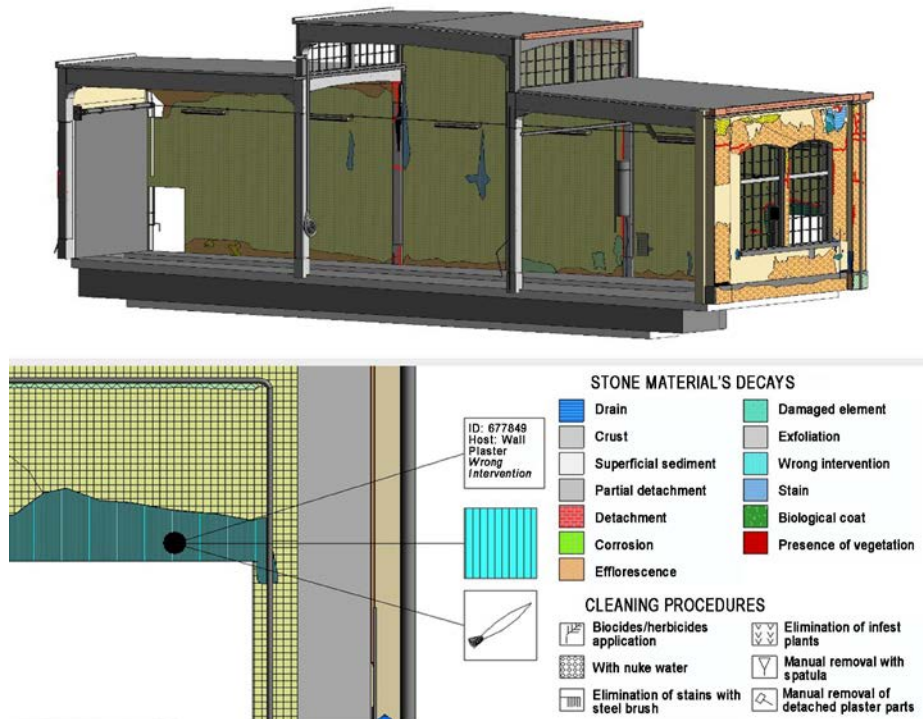 ID: 677849
Host: Wall
Plaster
Wrong
Intervention
STONE MATERIAL'S DECAYS
Drain
Crust
Superficial sediment
Partial detachment
Detachment
Corrosion
Efflorescence
Damaged element
Exfoliation
Wrong intervention
Stain
Biological coat
Presence of vegetation
CLEANING PROCEDURES
Biocides/herbicides
application
With nuke water
Elimination of stains with
steel brush
Elimination of infest
plants
Manual removal with
spatula
Manual removal of
detached plaster parts